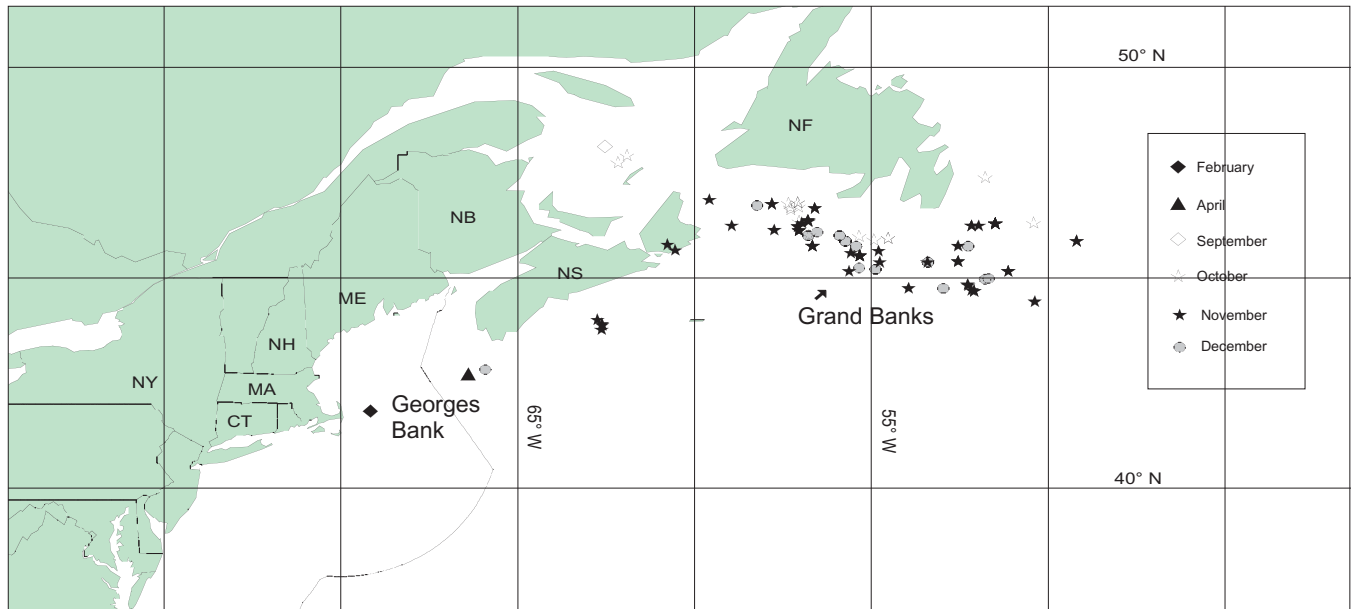 50° N
NF
February
April
NB
September
NS
October
ME
November
Grand Banks
NH
December
NY
MA
Georges
Bank
CT
65° W
55° W
40° N